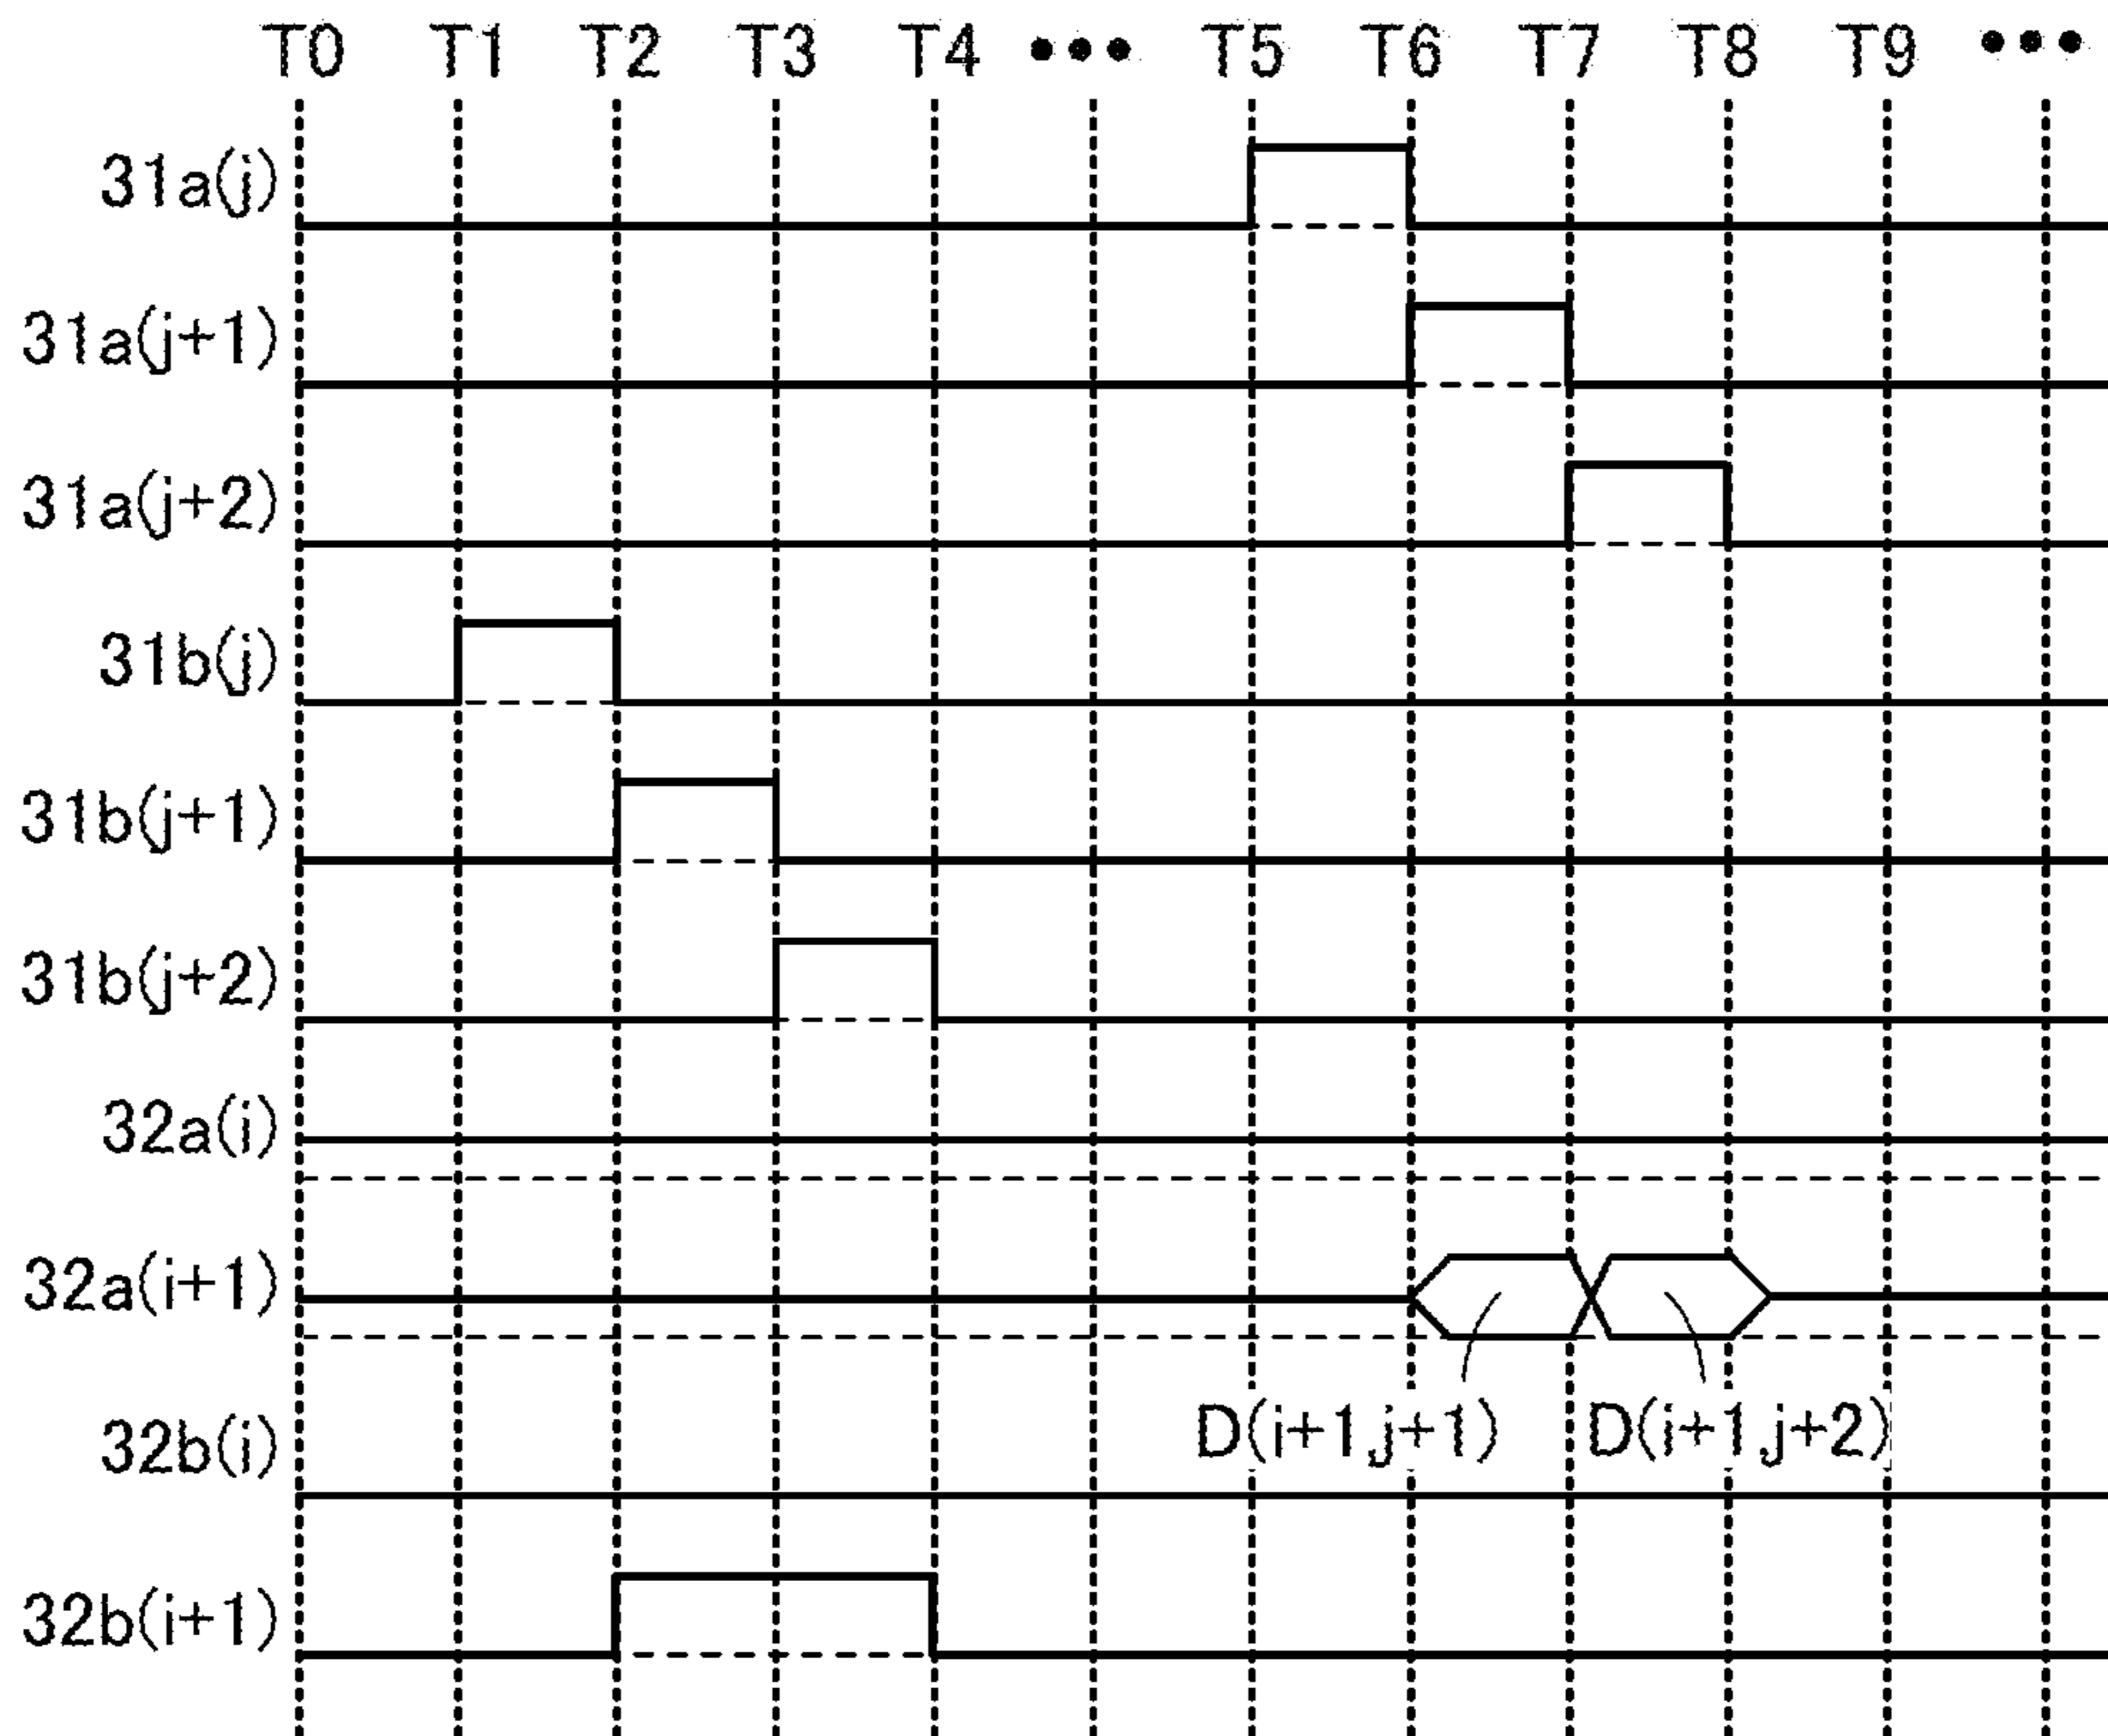 T0 T1 T2 T3 T4 ••• T5 T6 T7 T8 T9 •••
31a(j)
31a(j+1)
31a(j+2)
31b(j)
31b(j+1)
31b(j+2)
32a(i)
32a(i+1)
D(i+1,j+1) D(i+1,j+2)
32b(i)
32b(i+1)